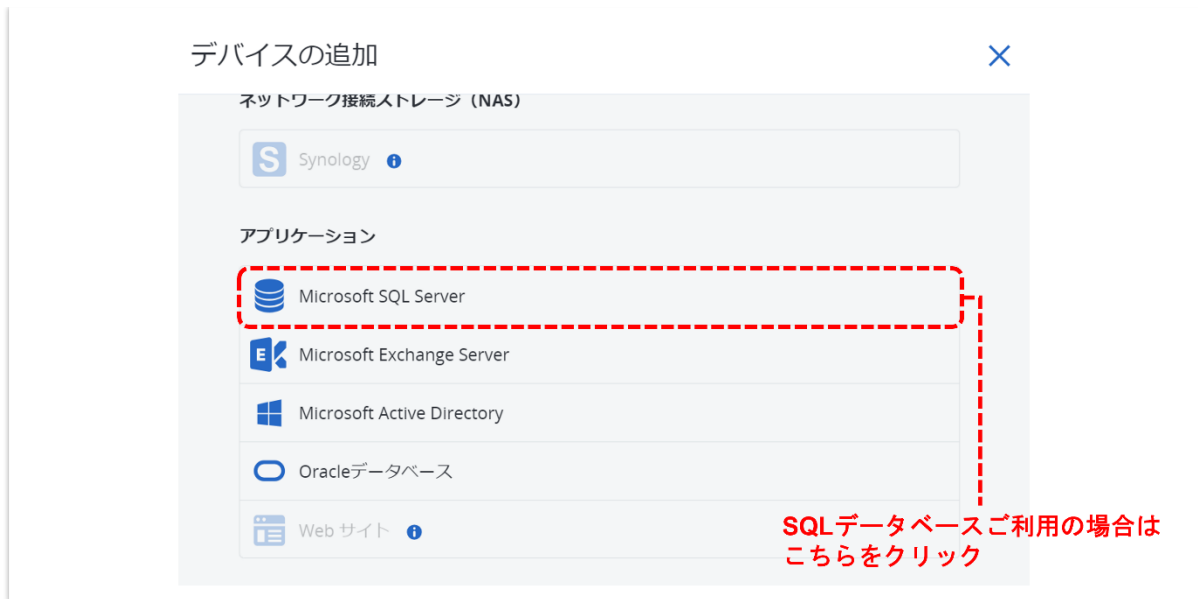 デバイスの追加
ネットワーク接続ストレージ（NAS）
Synology
アプリケーション
Microsoft SQL Server
Microsoft Exchange Server
Microsoft Active Directory
Oracleデータベース
Web サイト
SQLデータベースご利用の場合は
こちらをクリック